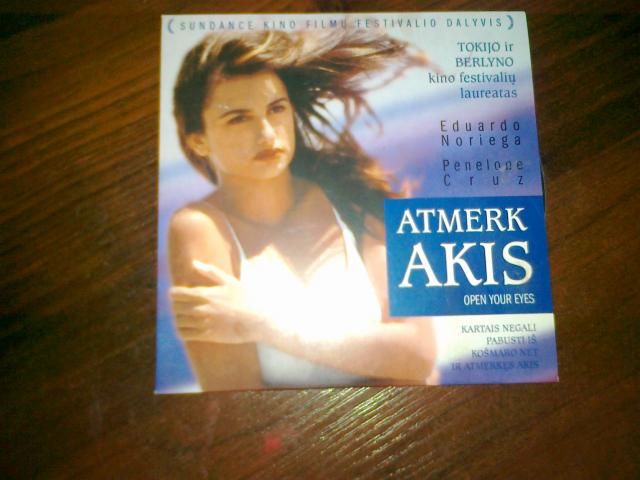 ( SUNDANCE KINO FILMŲ FESTIVALIO DALYVIS )
TOKIJO ir
BERLYNO
kino festivalių
laureatas
Eduardo
Noriega
Penelope
Cruz
ATMERK
AKIS
OPEN YOUR EYES
KARTAIS NEGALI
PABUSTI IŠ
KOŠMARO NET
IR ATMERKĘS AKIS